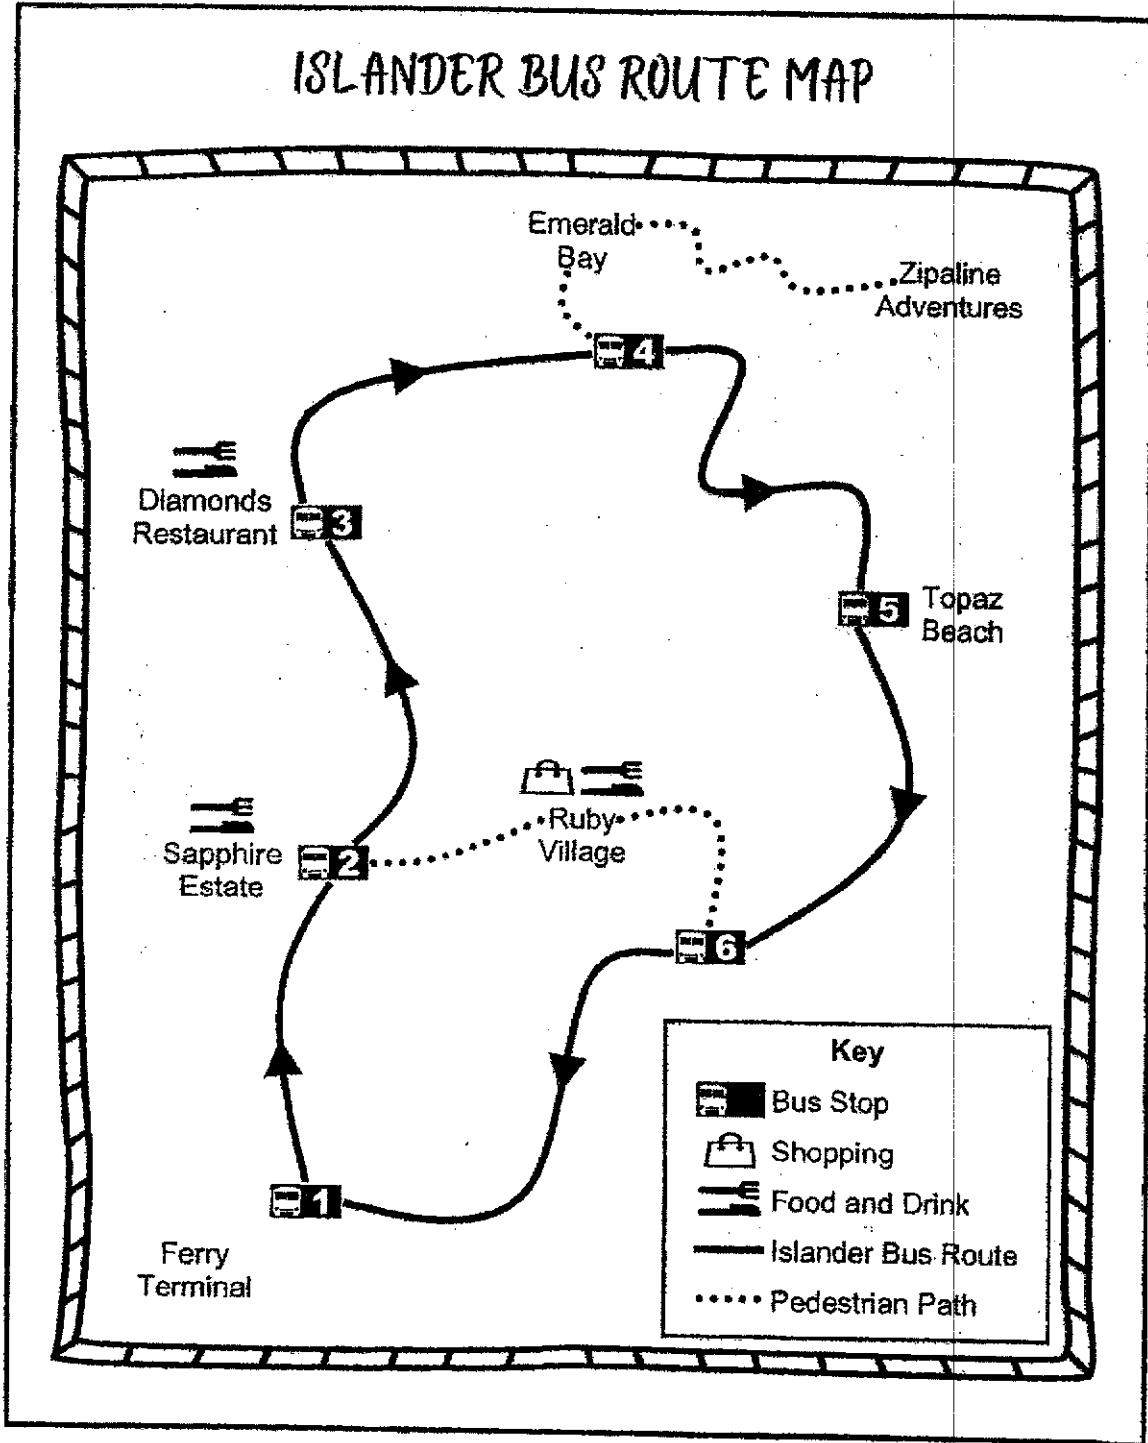 ISLANDER BUS ROUTE MAP
Emerald
Bay
Zipaline
Adventures
4
Diamonds
Restaurant
3
5
Topaz
Beach
Ruby
Village
Sapphire
Estate
2
6
1
Ferry
Terminal
Key
Bus Stop
Shopping
Food and Drink
Islander Bus Route
Pedestrian Path